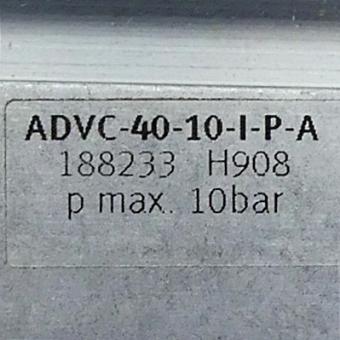 ADVC-40-10-I-P-A
188233 H908
p max. 10bar